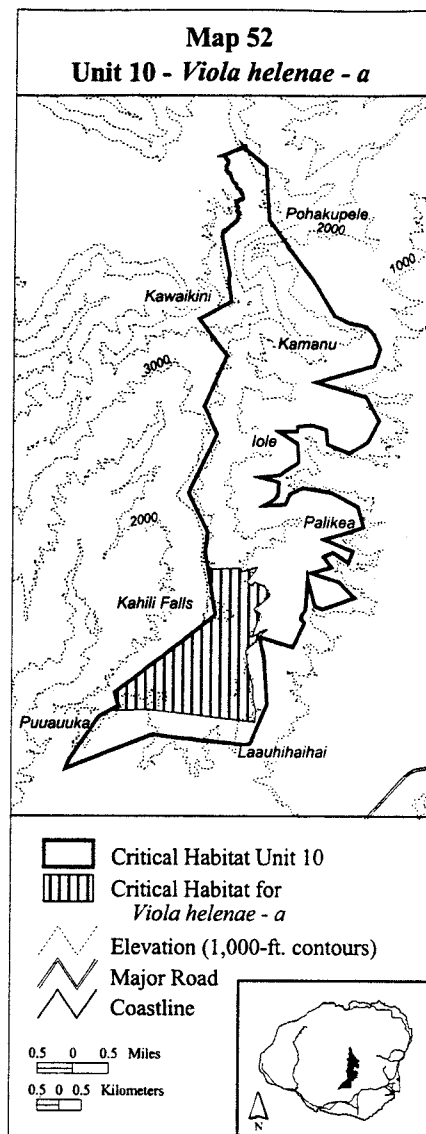 Map 52
Unit 10 - Viola helenae - a
Pohakupele
2000
1000
Kawaikini
Kamanu
3000
Iole
2000
Palikea
Kahili Falls
Puuauuka
Laauhihaihai
Critical Habitat Unit 10
Critical Habitat for
Viola helenae - a
Elevation (1,000-ft. contours)
Major Road
Coastline
0.5 0 0.5 Miles
0.5 0 0.5 Kilometers
N